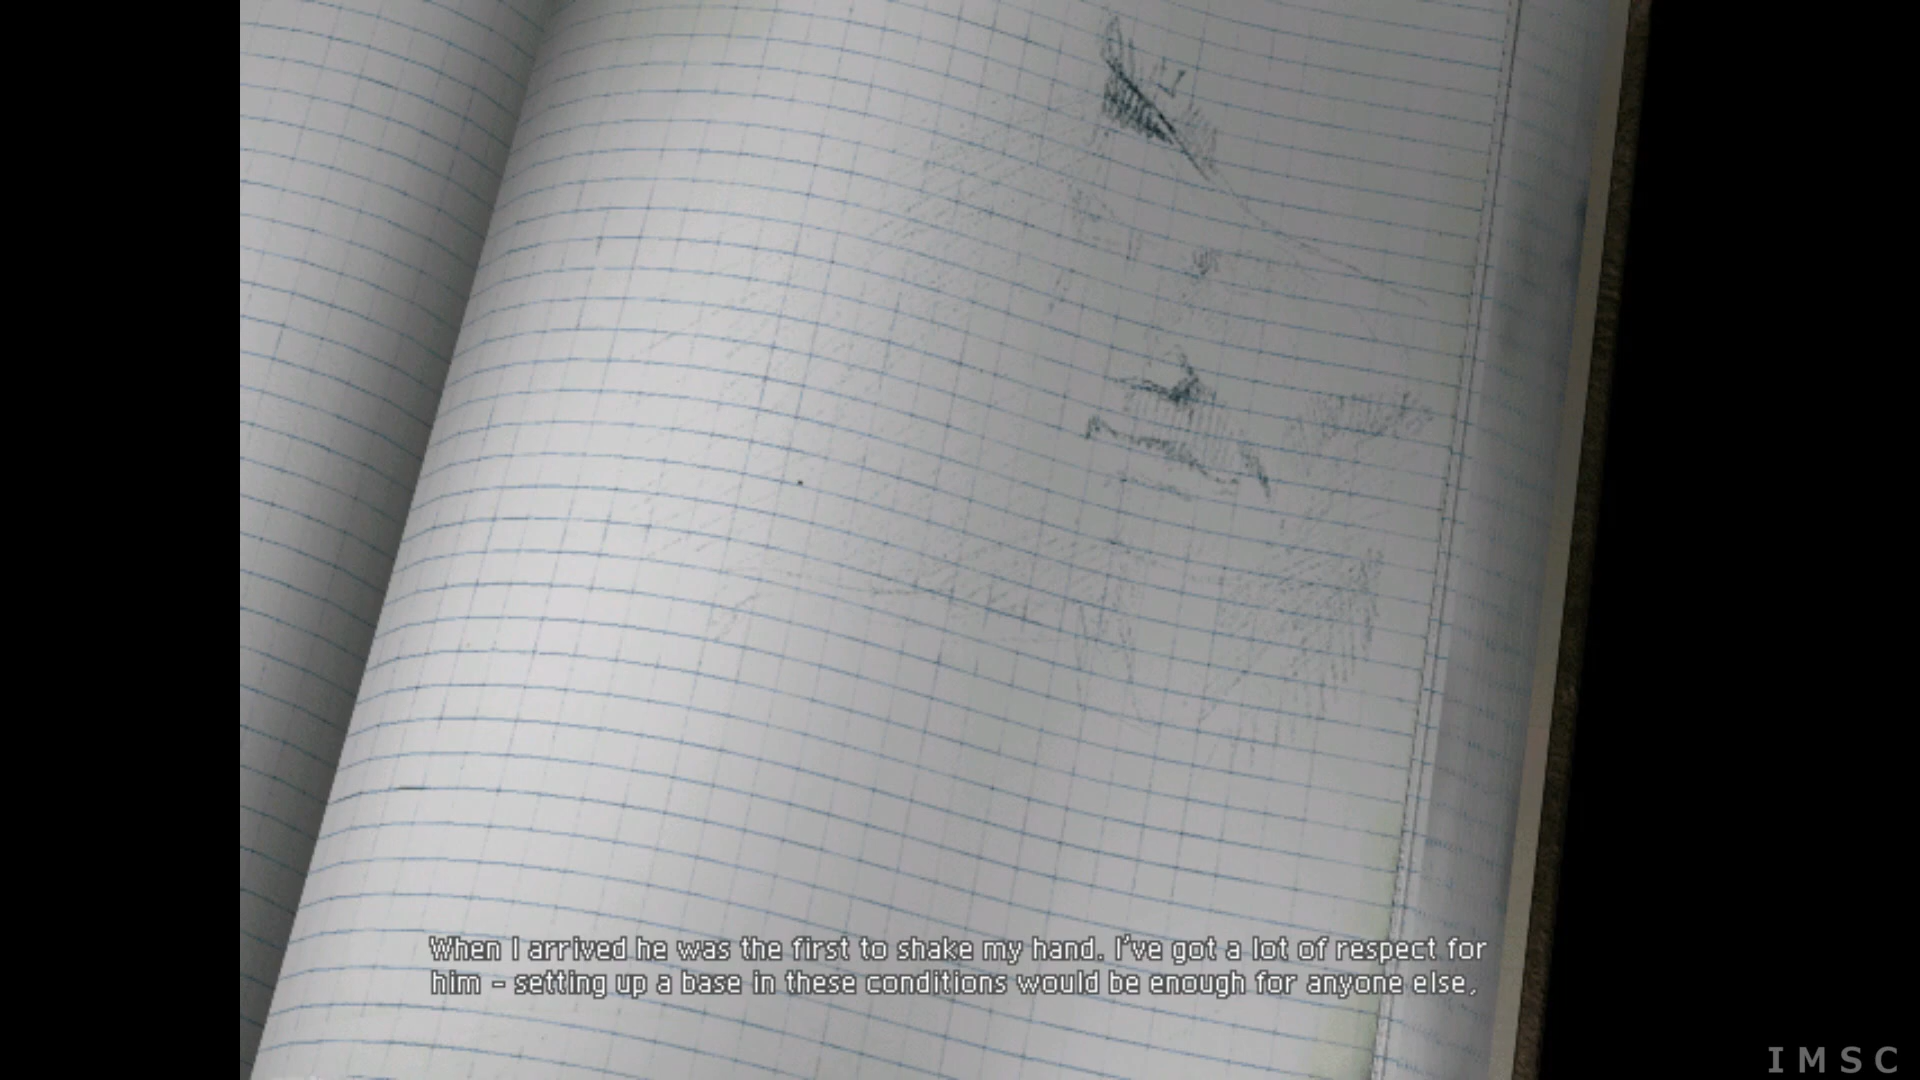 When I arrived he was the first to shake my hand. I've got a lot of respect for
him - setting up a base in these conditions would be enough for anyone else,
IMSC